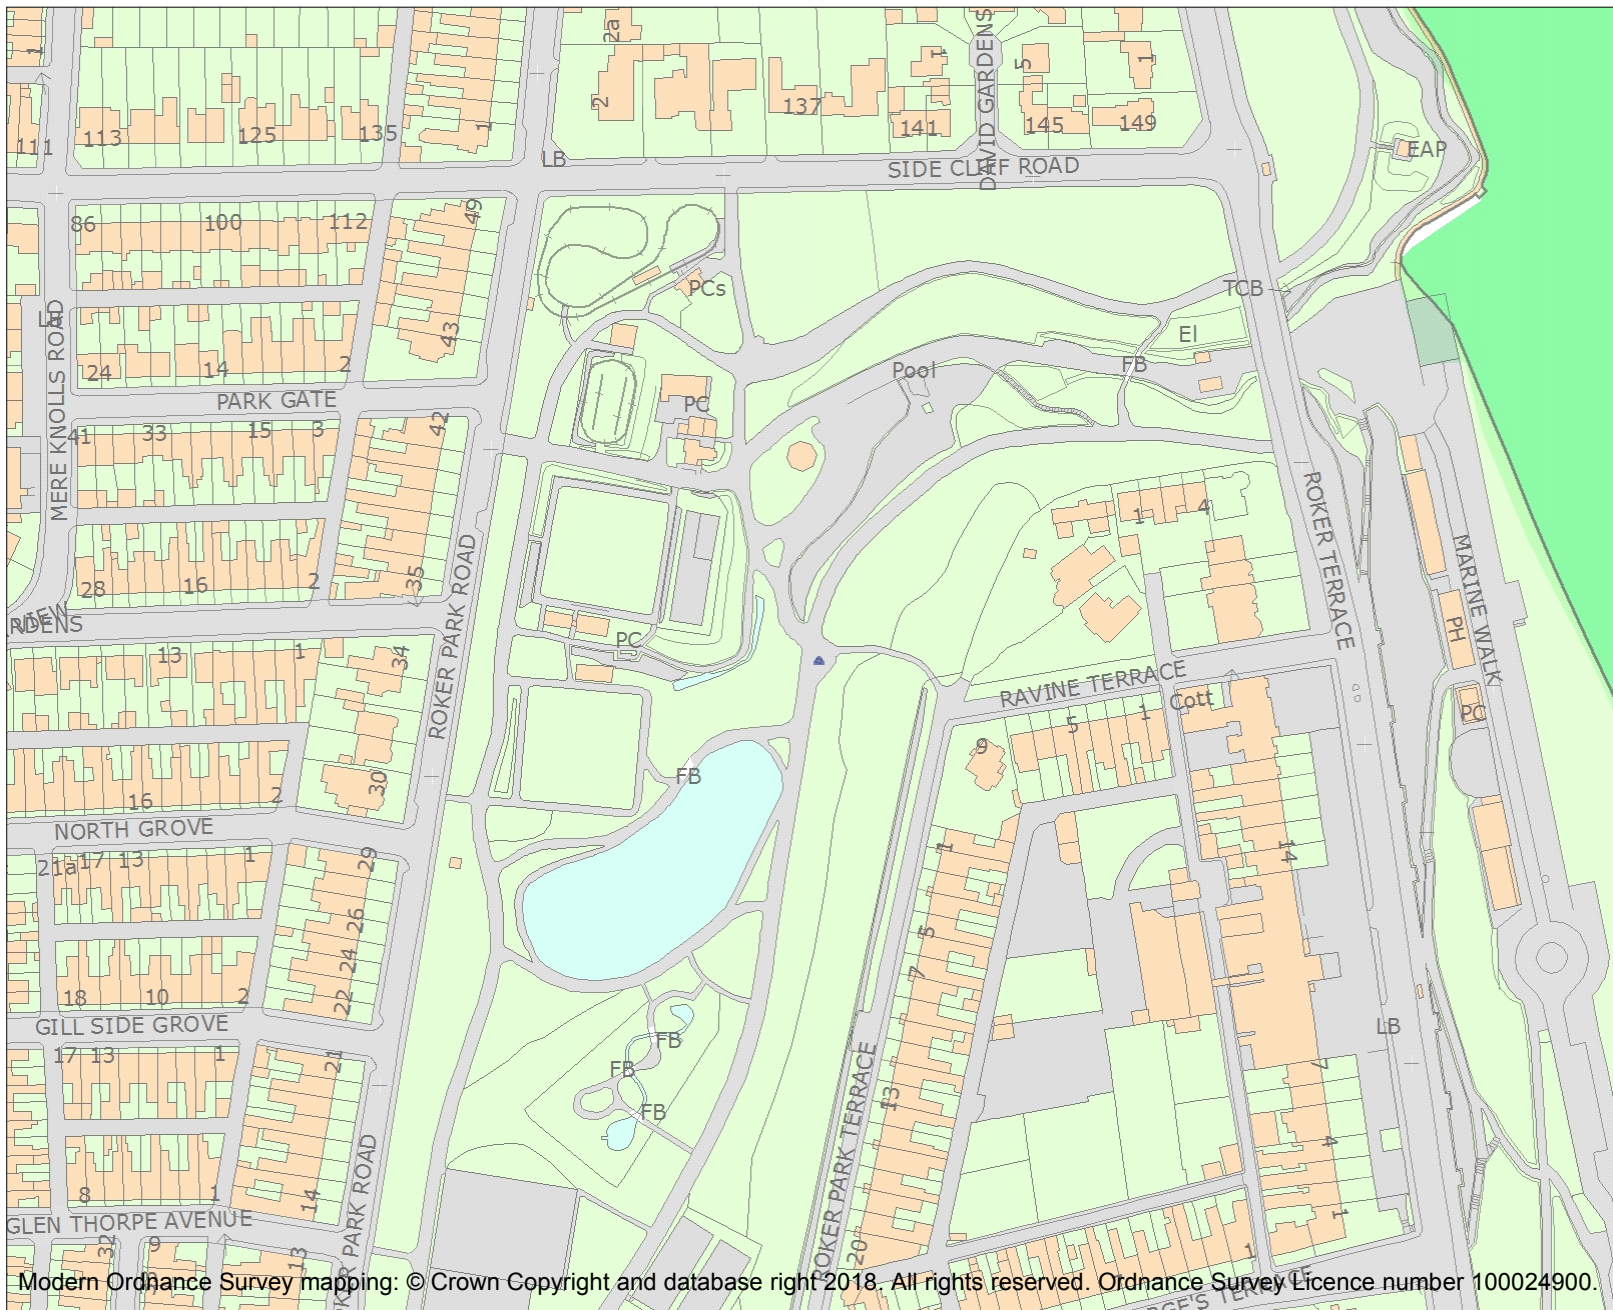 1
2a
1
DAVID GARDENS
5
1
2
137
111
113
125
135
1
141
145
149
EAP
LB
SIDE CLIFF ROAD
86
100
112
49
PCs
TCB
MERE KNOLLS ROAD
43
El
24
14
2
Pool
FB
PARK GATE
PC
41
33
15
3
42
ROKER TERRACE
1
4
MARINE WALK
28
16
2
35
ROKER PARK ROAD
VIEW
RDENS
PC
PH
13
1
34
RAVINE TERRACE
Cott
PC
5
1
9
30
FB
16
2
NORTH GROVE
21a
17
13
1
29
1
14
26
5
24
7
18
10
2
22
GILL SIDE GROVE
LB
17
13
1
21
FB
FB
FB
7
13
ROKER PARK TERRACE
4
8
1
14
PARK ROAD
1
GLEN THORPE AVENUE
32
9
13
20
1
Modern Ordnance Survey mapping: © Crown Copyright and database right 2018. All rights reserved. Ordnance Survey Licence number 100024900.